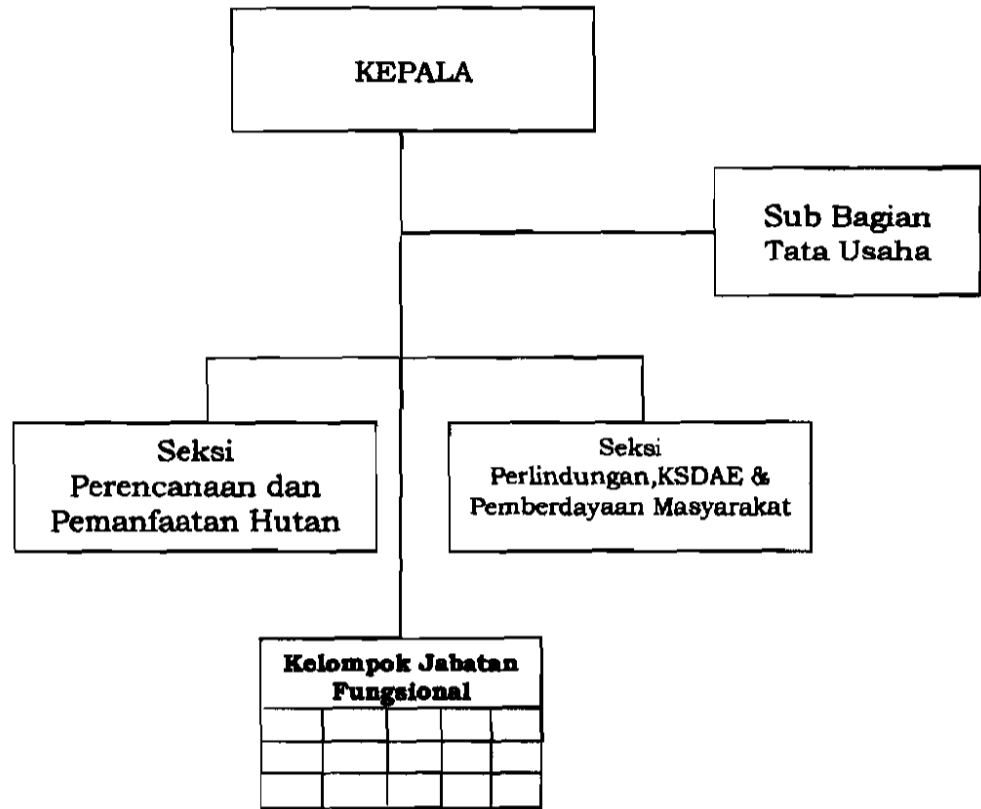 KEPALA
Sub Bagian
Tata Usaha
Seksi
Perencanaan dan
Pemanfaatan Hutan
Seksi
Perlindungan,KSDAE &
Pemberdayaan Masyarakat
Kelompok Jabatan
Fungsional